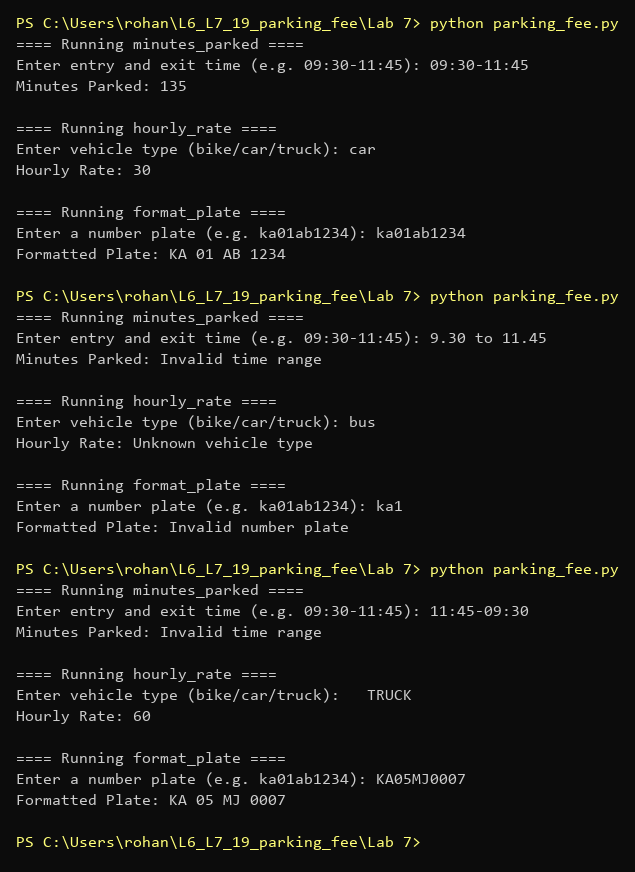 PS C:\Users\rohan\L6_L7_19_parking_fee\Lab 7> python parking_fee.py
==== Running minutes_parked ====
Enter entry and exit time (e.g. 09:30-11:45): 09:30-11:45
Minutes Parked: 135

==== Running hourly_rate ====
Enter vehicle type (bike/car/truck): car
Hourly Rate: 30

==== Running format_plate ====
Enter a number plate (e.g. ka01ab1234): ka01ab1234
Formatted Plate: KA 01 AB 1234

PS C:\Users\rohan\L6_L7_19_parking_fee\Lab 7> python parking_fee.py
==== Running minutes_parked ====
Enter entry and exit time (e.g. 09:30-11:45): 9.30 to 11.45
Minutes Parked: Invalid time range

==== Running hourly_rate ====
Enter vehicle type (bike/car/truck): bus
Hourly Rate: Unknown vehicle type

==== Running format_plate ====
Enter a number plate (e.g. ka01ab1234): ka1
Formatted Plate: Invalid number plate

PS C:\Users\rohan\L6_L7_19_parking_fee\Lab 7> python parking_fee.py
==== Running minutes_parked ====
Enter entry and exit time (e.g. 09:30-11:45): 11:45-09:30
Minutes Parked: Invalid time range

==== Running hourly_rate ====
Enter vehicle type (bike/car/truck):   TRUCK
Hourly Rate: 60

==== Running format_plate ====
Enter a number plate (e.g. ka01ab1234): KA05MJ0007
Formatted Plate: KA 05 MJ 0007

PS C:\Users\rohan\L6_L7_19_parking_fee\Lab 7>